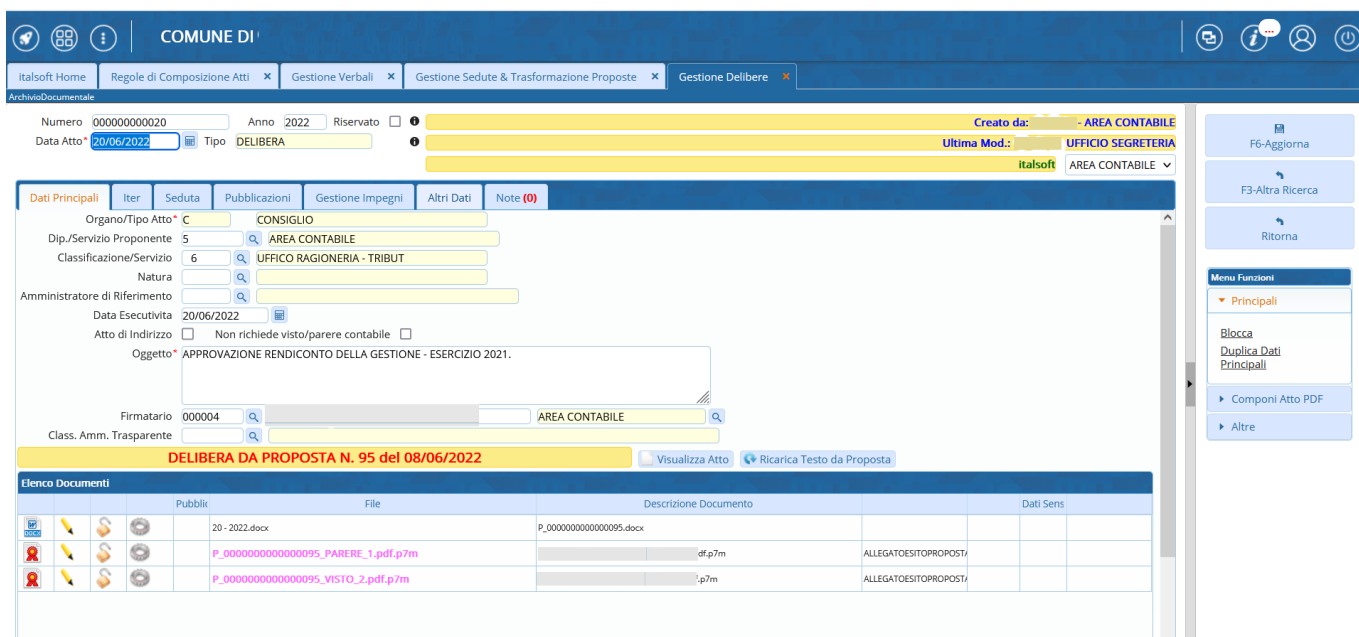 COMUNE DI
...
italsoft Home Regole di Composizione Atti × Gestione Verbali × Gestione Sedute & Trasformazione Proposte × Gestione Delibere ×
ArchivioDocumentale
Numero 000000000020 Anno 2022 Riservato
Creato da: - AREA CONTABILE
Data Atto* 20/06/2022 Tipo DELIBERA
Ultima Mod.: UFFICIO SEGRETERIA
italsoft AREA CONTABILE
Dati Principali Iter Seduta Pubblicazioni Gestione Impegni Altri Dati Note (0)
Organo/Tipo Atto* C CONSIGLIO
Dip./Servizio Proponente 5 AREA CONTABILE
Classificazione/Servizio 6 UFFICO RAGIONERIA - TRIBUT
Natura
Amministratore di Riferimento
Data Esecutivita 20/06/2022
Atto di Indirizzo Non richiede visto/parere contabile
Oggetto* APPROVAZIONE RENDICONTO DELLA GESTIONE - ESERCIZIO 2021.
Firmatario 000004 AREA CONTABILE
Class. Amm. Trasparente
DELIBERA DA PROPOSTA N. 95 del 08/06/2022 Visualizza Atto Ricarica Testo da Proposta
Elenco Documenti
Pubblic File Descrizione Documento Dati Sens
DOCX 20 - 2022.docx P_0000000000000095.docx
P_0000000000000095_PARERE_1.pdf.p7m df.p7m ALLEGATOESITOPROPOSTA
P_0000000000000095_VISTO_2.pdf.p7m .p7m ALLEGATOESITOPROPOSTA
F6-Aggiorna
F3-Altra Ricerca
Ritorna
Menu Funzioni
Principali
Blocca
Duplica Dati
Principali
Componi Atto PDF
Altre